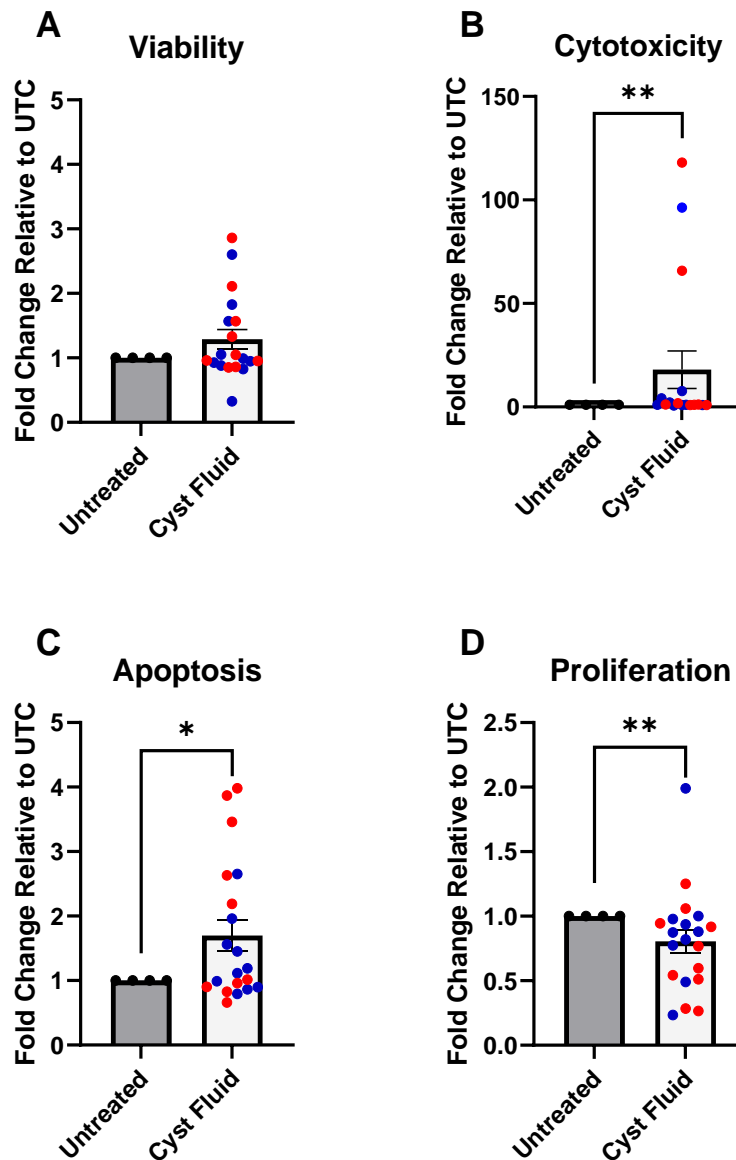 A
Viability
Fold Change Relative to UTC
5
4
3
2
1
0
Untreated
Cyst Fluid
B
Cytotoxicity
Fold Change Relative to UTC
150
100
50
0
**
Untreated
Cyst Fluid
C
Apoptosis
Fold Change Relative to UTC
5
4
3
2
1
0
*
Untreated
Cyst Fluid
D
Proliferation
Fold Change Relative to UTC
2.5
2.0
1.5
1.0
0.5
0.0
**
Untreated
Cyst Fluid